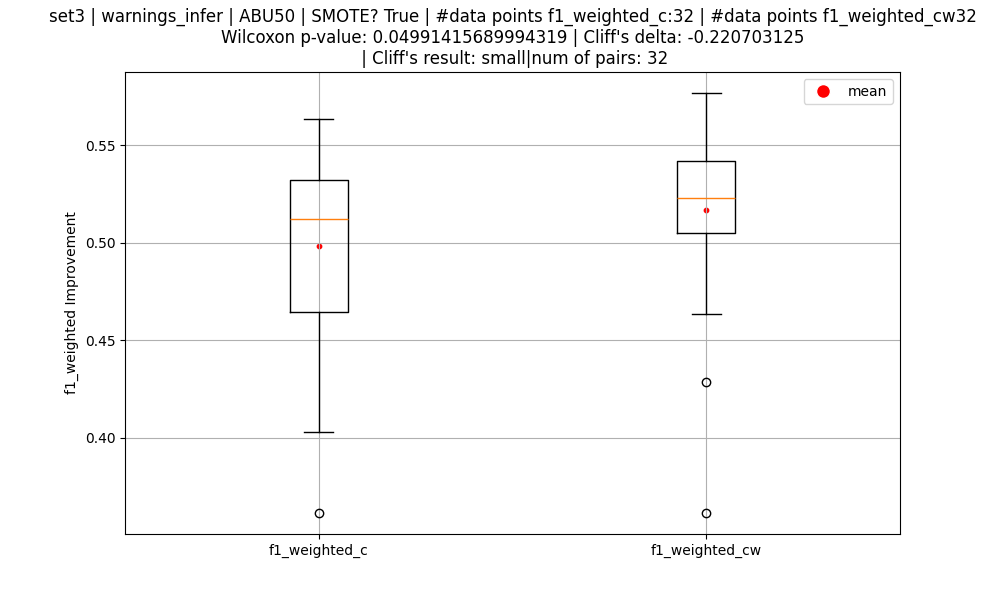 set3 | warnings_infer | ABU50 | SMOTE? True | #data points f1_weighted_c:32 | #data points f1_weighted_cw32
Wilcoxon p-value: 0.04991415689994319 | Cliff's delta: -0.220703125
| Cliff's result: small|num of pairs: 32
mean
0.55
0.50
0.45
0.40
f1_weighted Improvement
f1_weighted_c
f1_weighted_cw